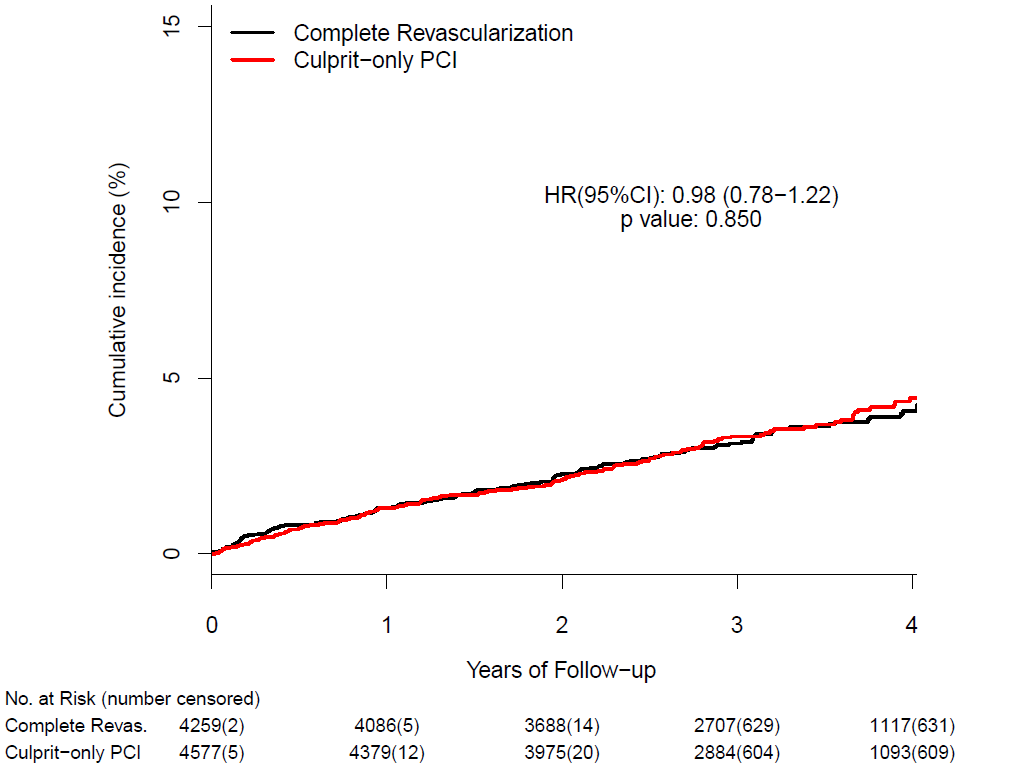 15
Complete Revascularization
Culprit−only PCI
Cumulative incidence (%)
10
HR(95%CI): 0.98 (0.78−1.22)
p value: 0.850
5
0
0 1 2 3 4
Years of Follow−up
No. at Risk (number censored)
Complete Revas. 4259(2) 4086(5) 3688(14) 2707(629) 1117(631)
Culprit−only PCI 4577(5) 4379(12) 3975(20) 2884(604) 1093(609)